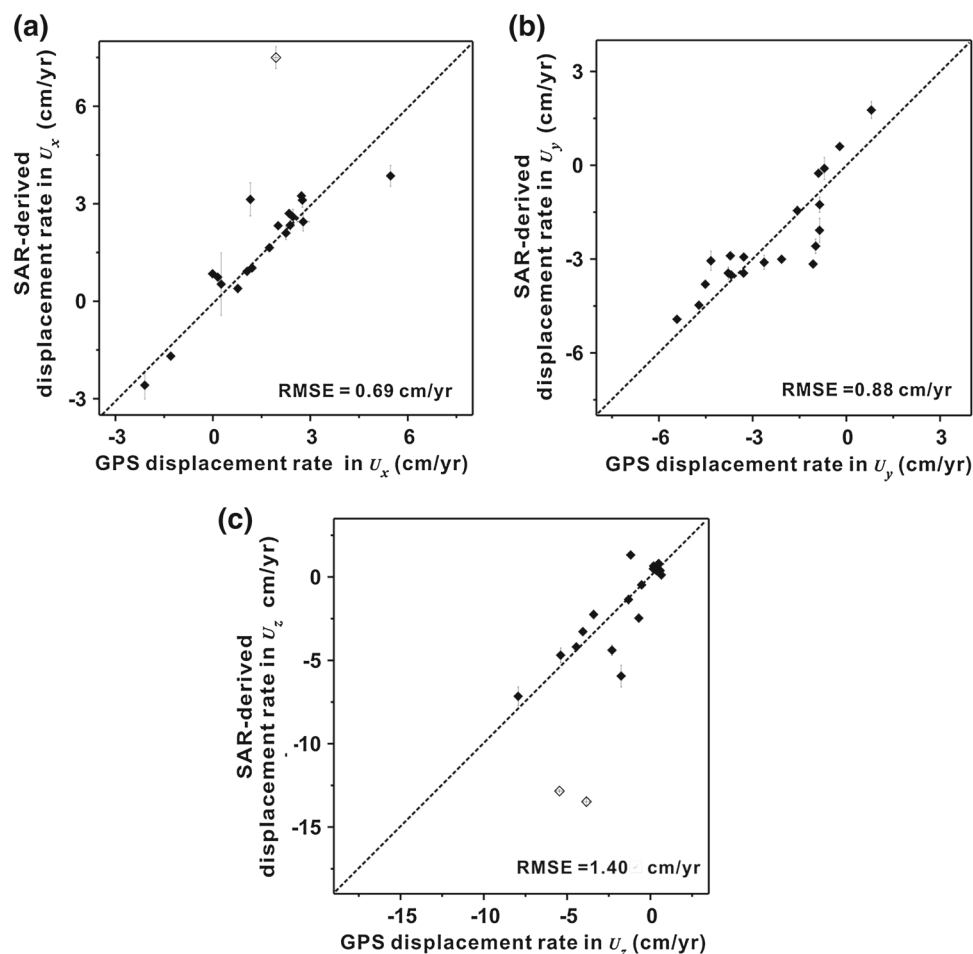 (a)
SAR-derived
displacement rate in Ux (cm/yr)
6
3
0
-3
RMSE = 0.69 cm/yr
-3 0 3 6
GPS displacement rate in Ux (cm/yr)
(b)
SAR-derived
displacement rate in Uy (cm/yr)
3
0
-3
-6
RMSE =0.88 cm/yr
-6 -3 0 3
GPS displacement rate in Uy (cm/yr)
(c)
SAR-derived
displacement rate in Uz cm/yr)
0
-5
-10
-15
RMSE =1.40 cm/yr
-15 -10 -5 0
GPS displacement rate in Uz (cm/yr)